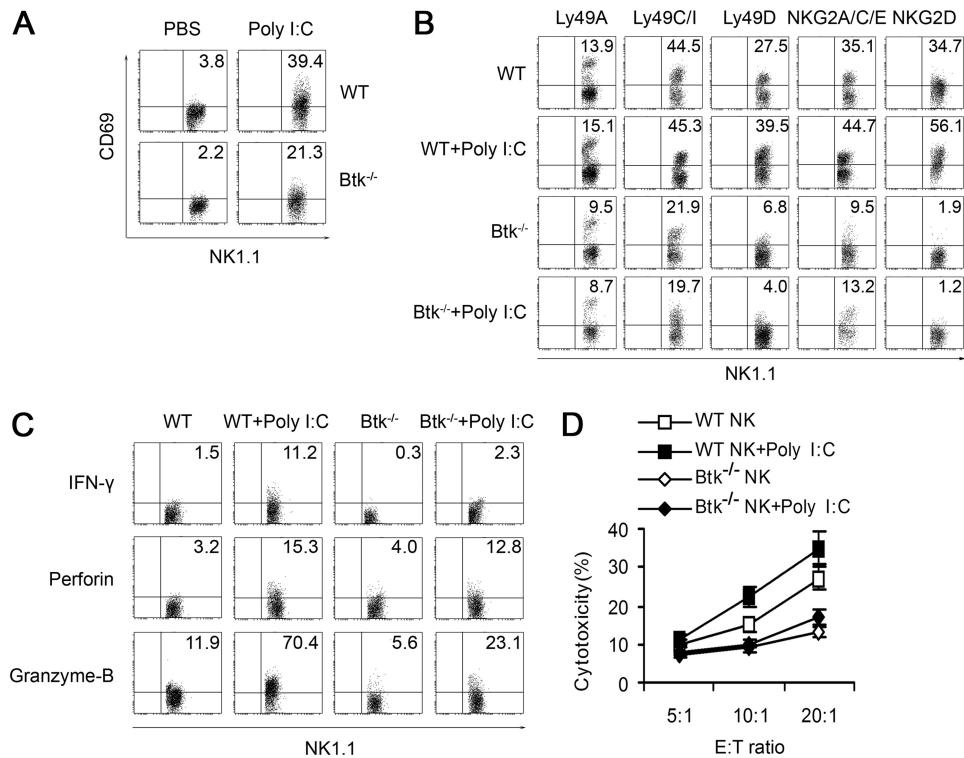 A
PBS Poly I:C
3.8 39.4 WT
2.2 21.3 Btk-/-
CD69
NK1.1
B
Ly49A Ly49C/I Ly49D NKG2A/C/E NKG2D
WT 13.9 44.5 27.5 35.1 34.7
WT+Poly I:C 15.1 45.3 39.5 44.7 56.1
Btk-/- 9.5 21.9 6.8 9.5 1.9
Btk-/-+Poly I:C 8.7 19.7 4.0 13.2 1.2
NK1.1
C
WT WT+Poly I:C Btk-/- Btk-/-+Poly I:C
IFN-γ 1.5 11.2 0.3 2.3
Perforin 3.2 15.3 4.0 12.8
Granzyme-B 11.9 70.4 5.6 23.1
NK1.1
D
WT NK
WT NK+Poly I:C
Btk-/- NK
Btk-/- NK+Poly I:C
Cytotoxicity(%)
40
30
20
10
0
5:1 10:1 20:1
E:T ratio